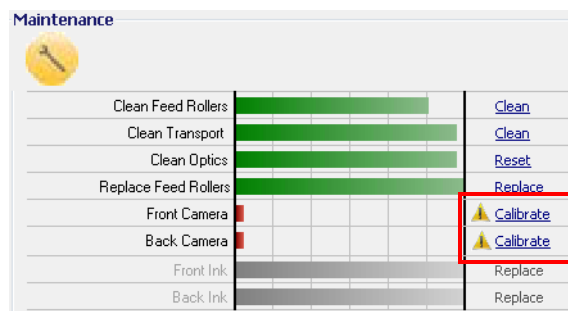 Maintenance
Clean Feed Rollers Clean
Clean Transport Clean
Clean Optics Reset
Replace Feed Rollers Replace
Front Camera Calibrate
Back Camera Calibrate
Front Ink Replace
Back Ink Replace